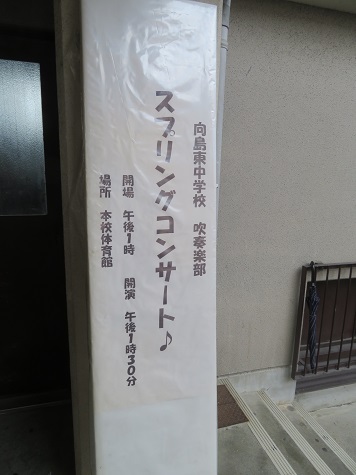 向島東中学校 吹奏楽部
スプリングコンサート♪
開場 午後1時 開演 午後1時30分
場所 本校体育館